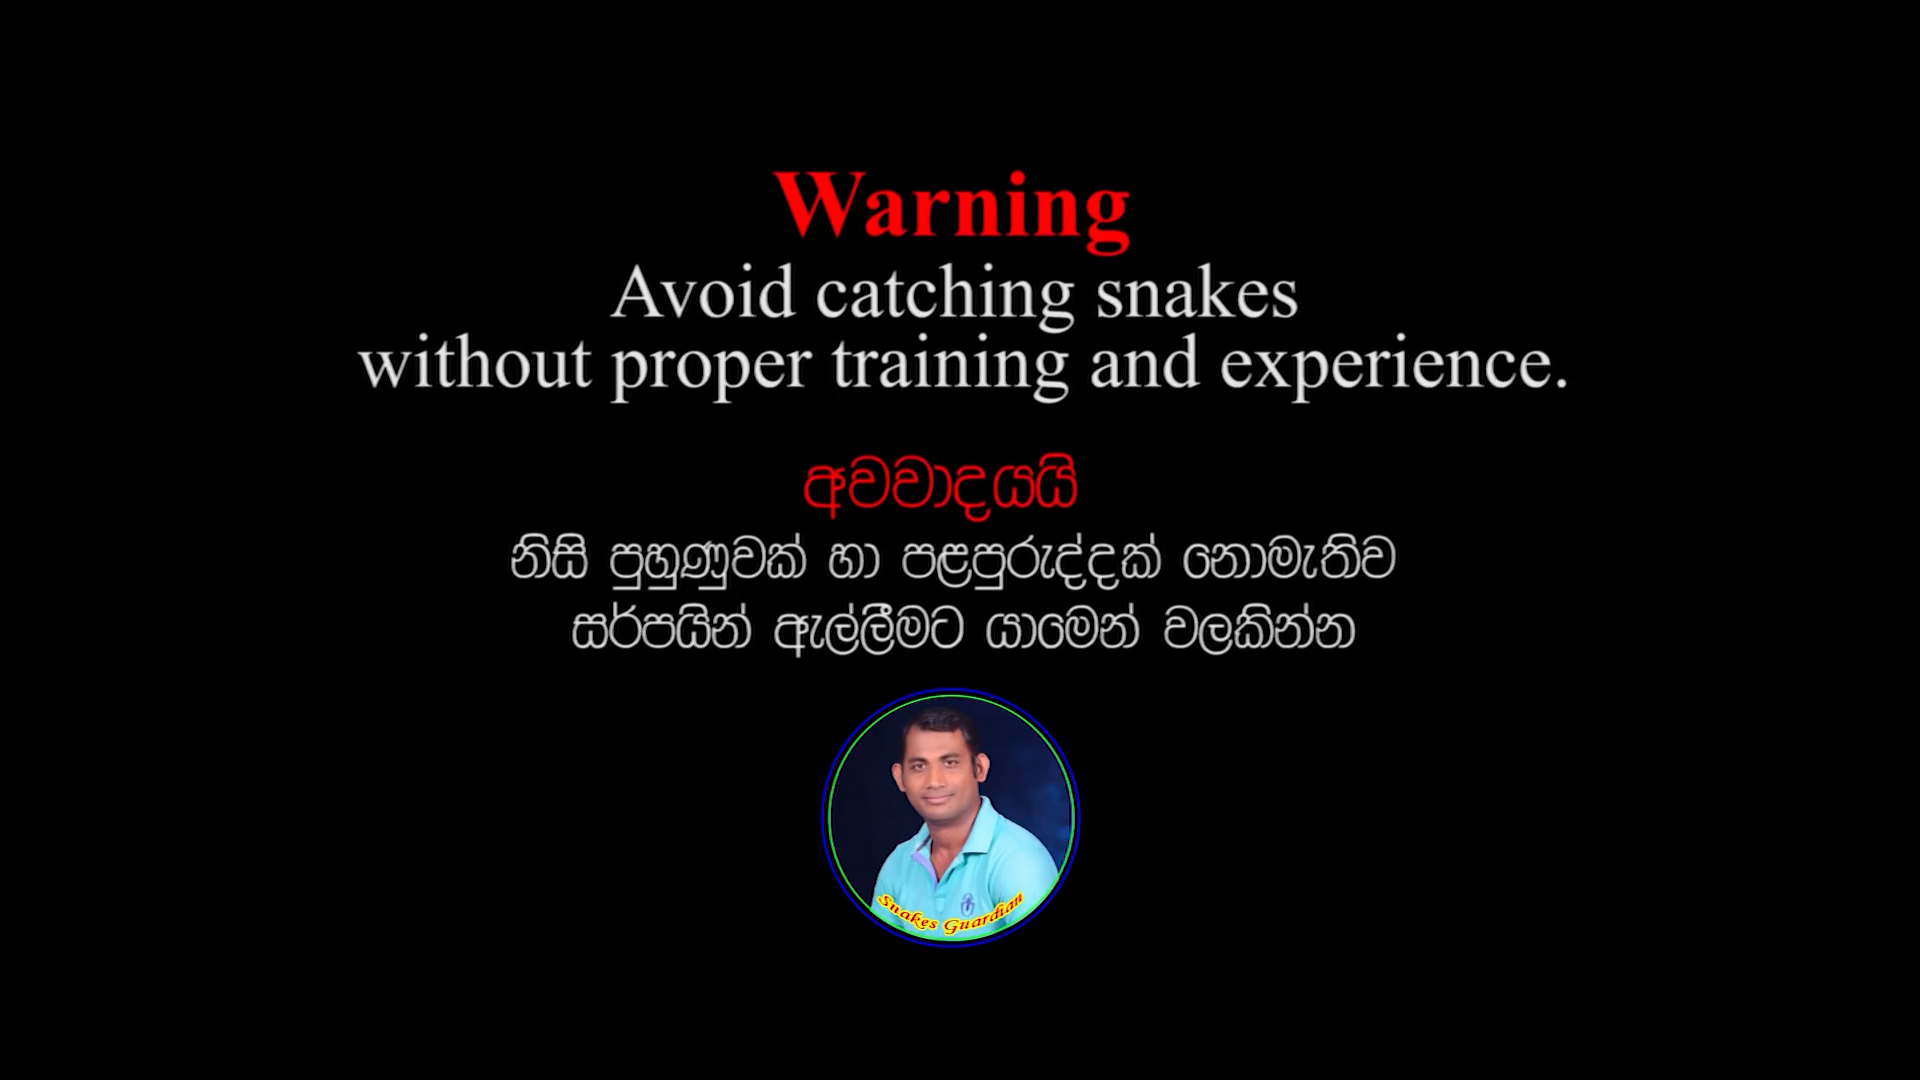 Warning
Avoid catching snakes
without proper training and experience.
අවවාදයයි
නිසි පුහුණුවක් හා පළපුරුද්දක් නොමැතිව
සර්පයින් ඇල්ලීමට යාමෙන් වලකින්න
Snakes Guardian